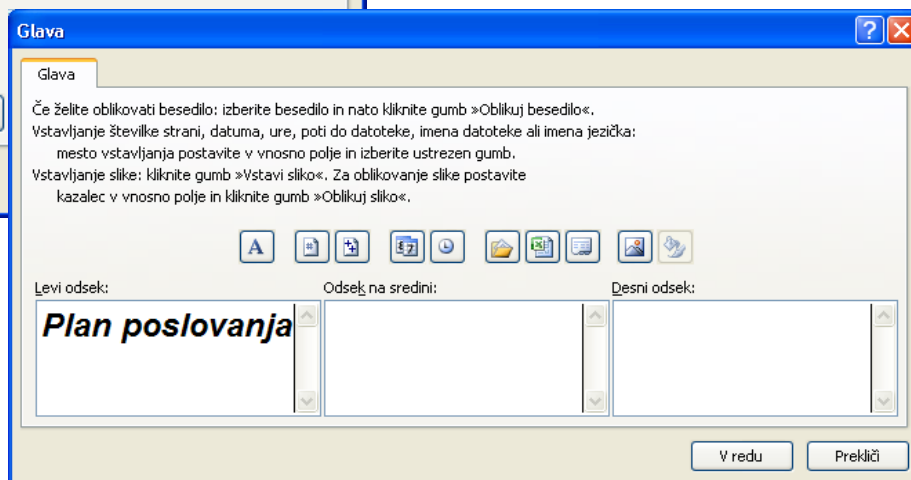 Glava
Glava
Če želite oblikovati besedilo: izberite besedilo in nato kliknite gumb »Oblikuj besedilo«.
Vstavljanje številke strani, datuma, ure, poti do datoteke, imena datoteke ali imena jezička:
mesto vstavljanja postavite v vnosno polje in izberite ustrezen gumb.
Vstavljanje slike: kliknite gumb »Vstavi sliko«. Za oblikovanje slike postavite
kazalec v vnosno polje in kliknite gumb »Oblikuj sliko«.
Levi odsek: Odsek na sredini: Desni odsek:
Plan poslovanja
V redu Prekliči